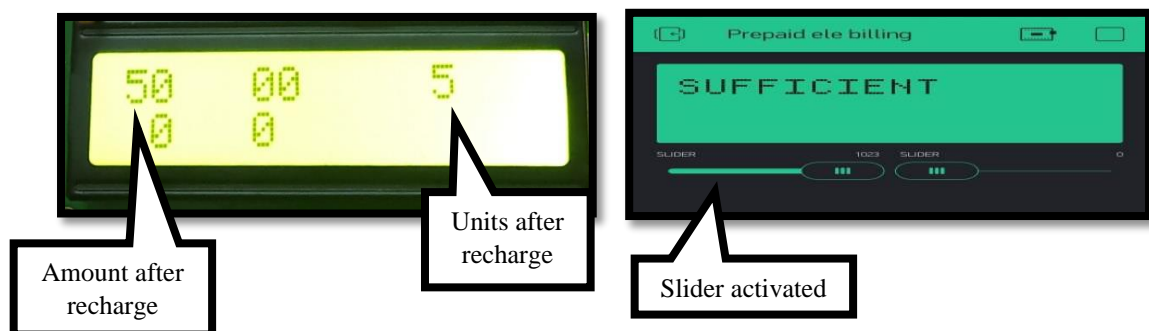 50 00 5
0 0
Amount after
recharge
Units after
recharge
Prepaid ele billing
SUFFICIENT
SLIDER 1023 SLIDER 0
Slider activated